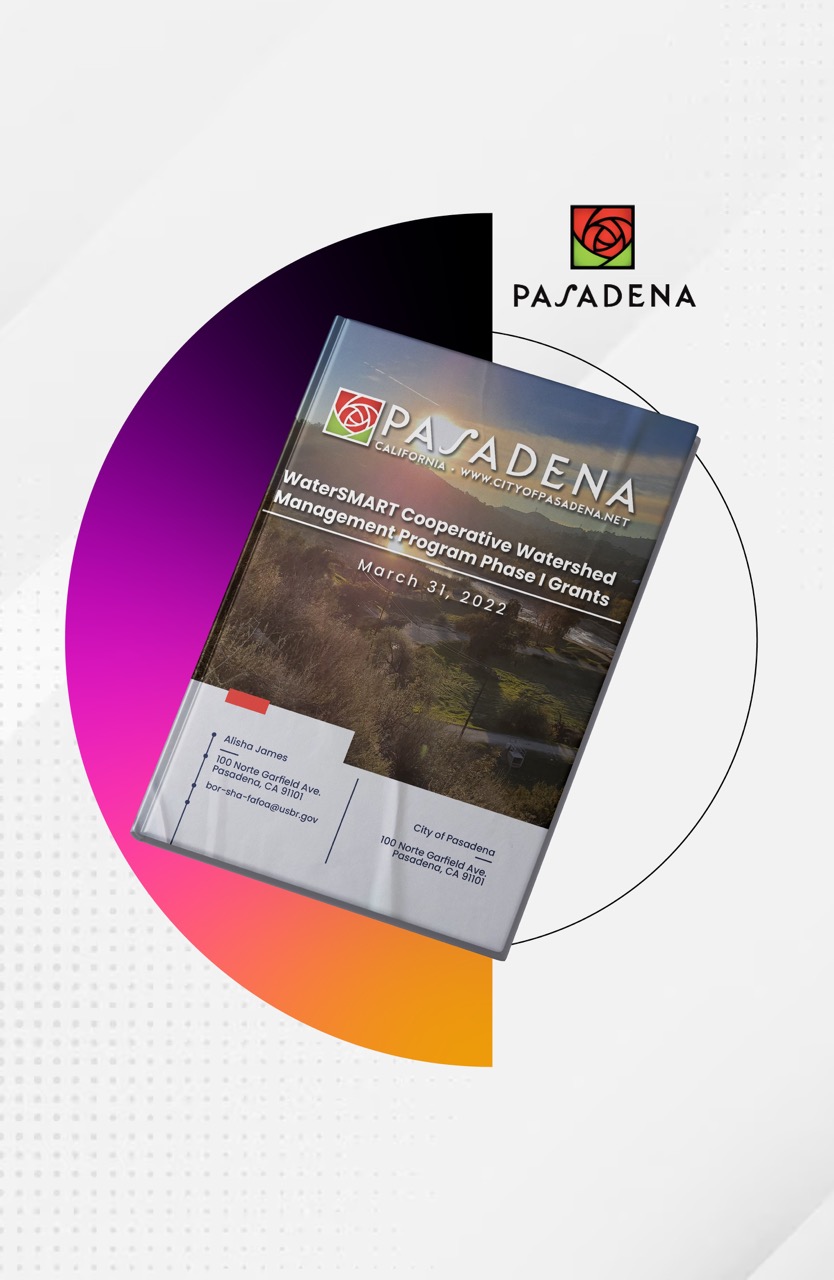 PASADENA
PASADENA
CALIFORNIA • WWW.CITYOFPASADENA.NET
WaterSMART Cooperative Watershed
Management Program Phase I Grants
March 31, 2022
Alisha James
100 Norte Garfield Ave.
Pasadena, CA 91101
bor-sha-fafoa@usbr.gov
City of Pasadena
100 Norte Garfield Ave.
Pasadena, CA 91101